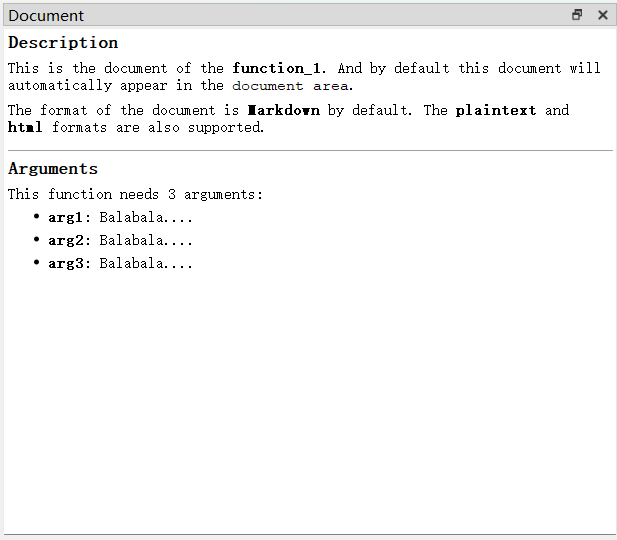 Document
Description
This is the document of the function_1. And by default this document will
automatically appear in the document area.
The format of the document is Markdown by default. The plaintext and
html formats are also supported.
Arguments
This function needs 3 arguments:
• arg1: Balabala....
• arg2: Balabala....
• arg3: Balabala....